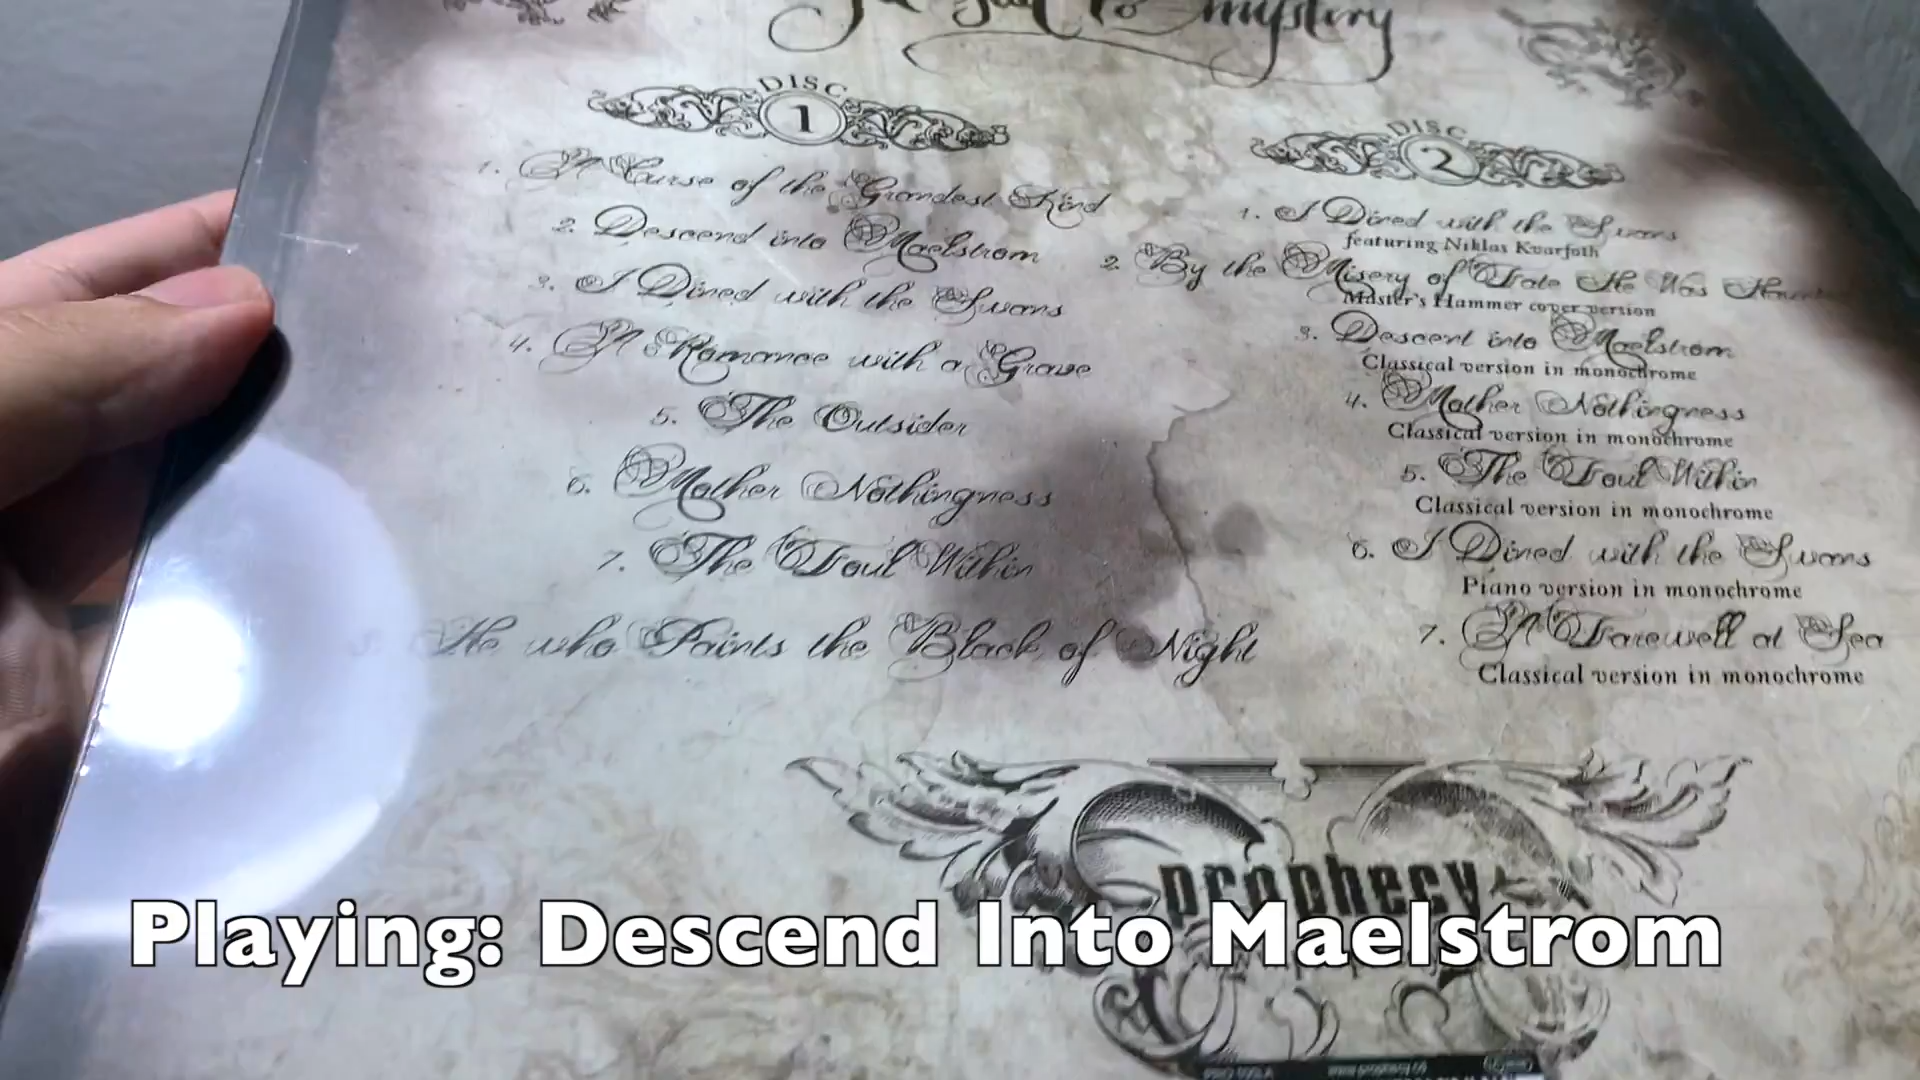 mystery
DISC
1
1. A Curse of the Grandest Kind
2. Descend into Maelstrom
3. I Dined with the Swans
4. A Romance with a Grave
5. The Outsider
6. Mother Nothingness
7. The Foul Within
He who Paints the Black of Night
DISC
2
1. I Dined with the Swans
featuring Niklas Kvarfoth
2. By the Misery of Fate He Was
Master's Hammer cover version
3. Descent into Maelstrom
Classical version in monochrome
4. Mother Nothingness
Classical version in monochrome
5. The Foul Within
Classical version in monochrome
6. I Dined with the Swans
Piano version in monochrome
7. A Farewell at Sea
Classical version in monochrome
prophecy
Playing: Descend Into Maelstrom